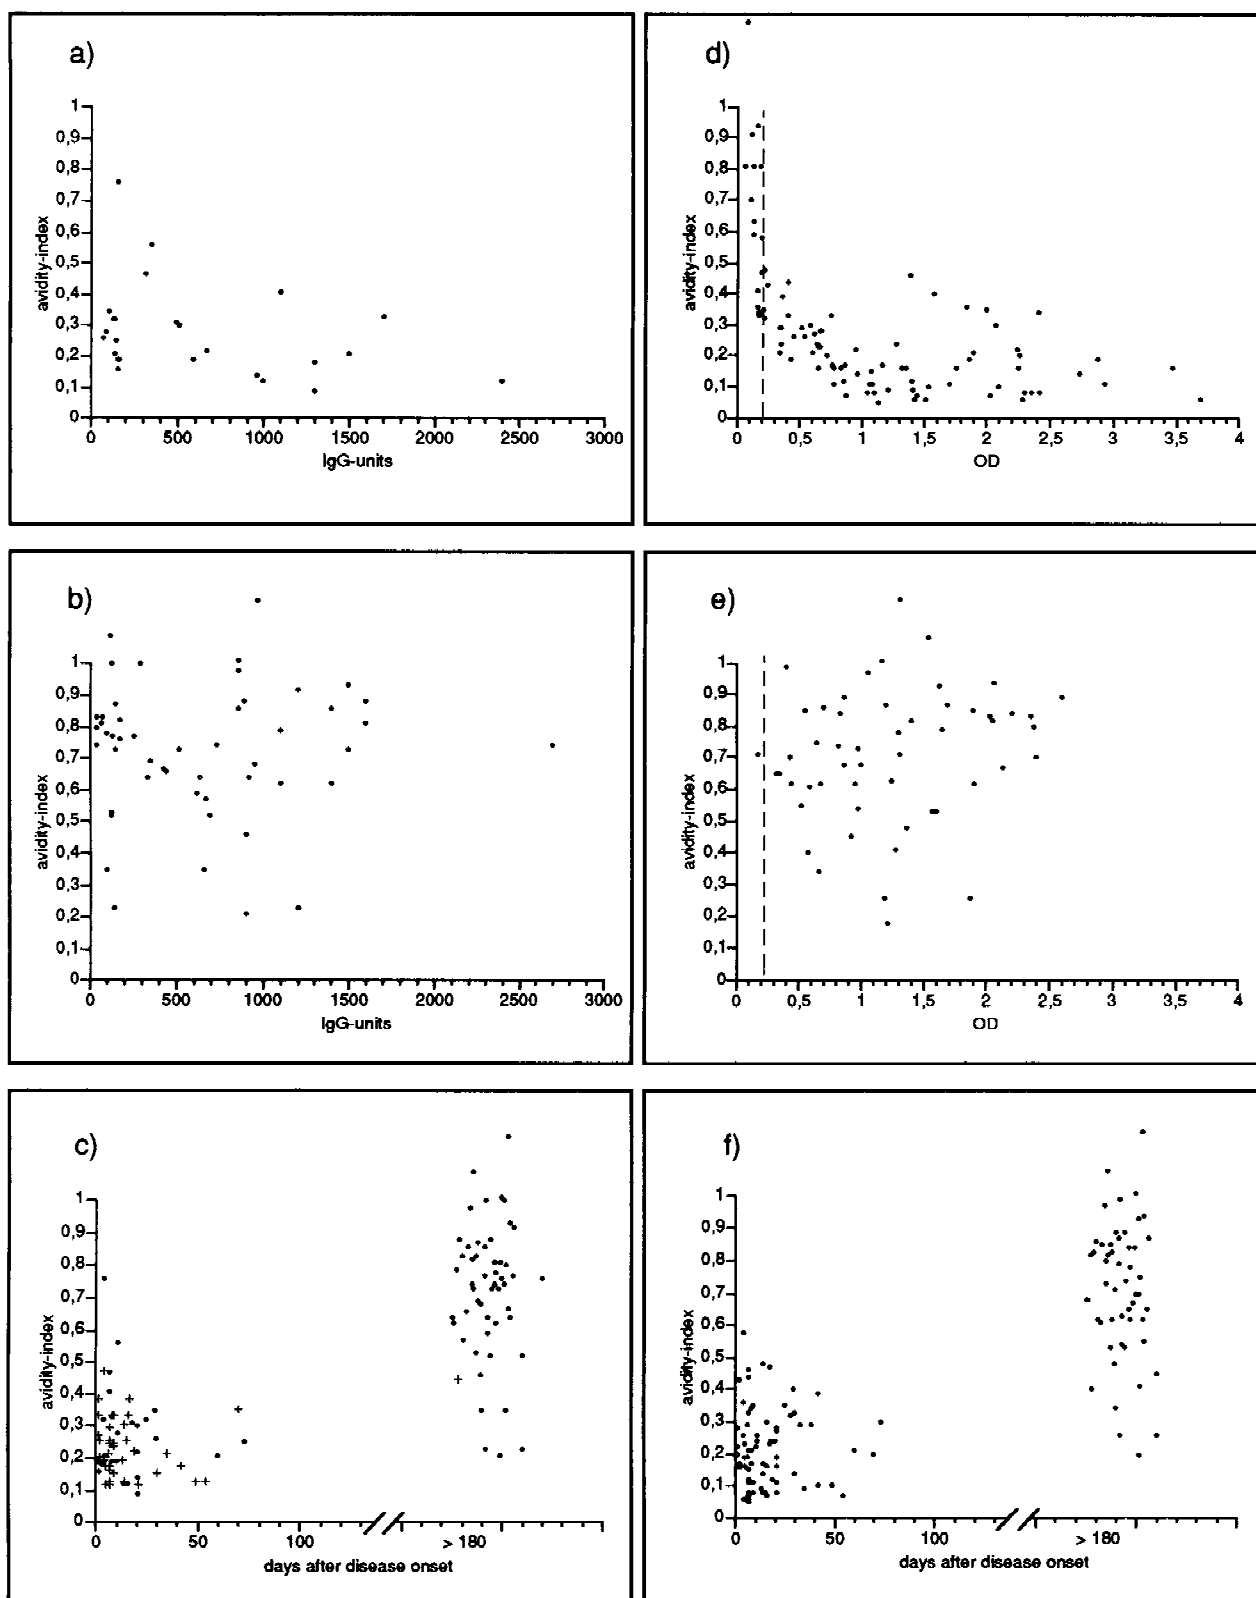 a)
1
0,9
0,8
0,7
0,6
0,5
0,4
0,3
0,2
0,1
0
avidity-index
0 500 1000 1500 2000 2500 3000
IgG-units
d)
1
0,9
0,8
0,7
0,6
0,5
0,4
0,3
0,2
0,1
0
avidity-index
0 0,5 1 1,5 2 2,5 3 3,5 4
OD
b)
1
0,9
0,8
0,7
0,6
0,5
0,4
0,3
0,2
0,1
0
avidity-index
0 500 1000 1500 2000 2500 3000
IgG-units
e)
1
0,9
0,8
0,7
0,6
0,5
0,4
0,3
0,2
0,1
0
avidity-index
0 0,5 1 1,5 2 2,5 3 3,5 4
OD
c)
1
0,9
0,8
0,7
0,6
0,5
0,4
0,3
0,2
0,1
0
avidity-index
0 50 100 > 180
days after disease onset
f)
1
0,9
0,8
0,7
0,6
0,5
0,4
0,3
0,2
0,1
0
avidity-index
0 50 100 > 180
days after disease onset